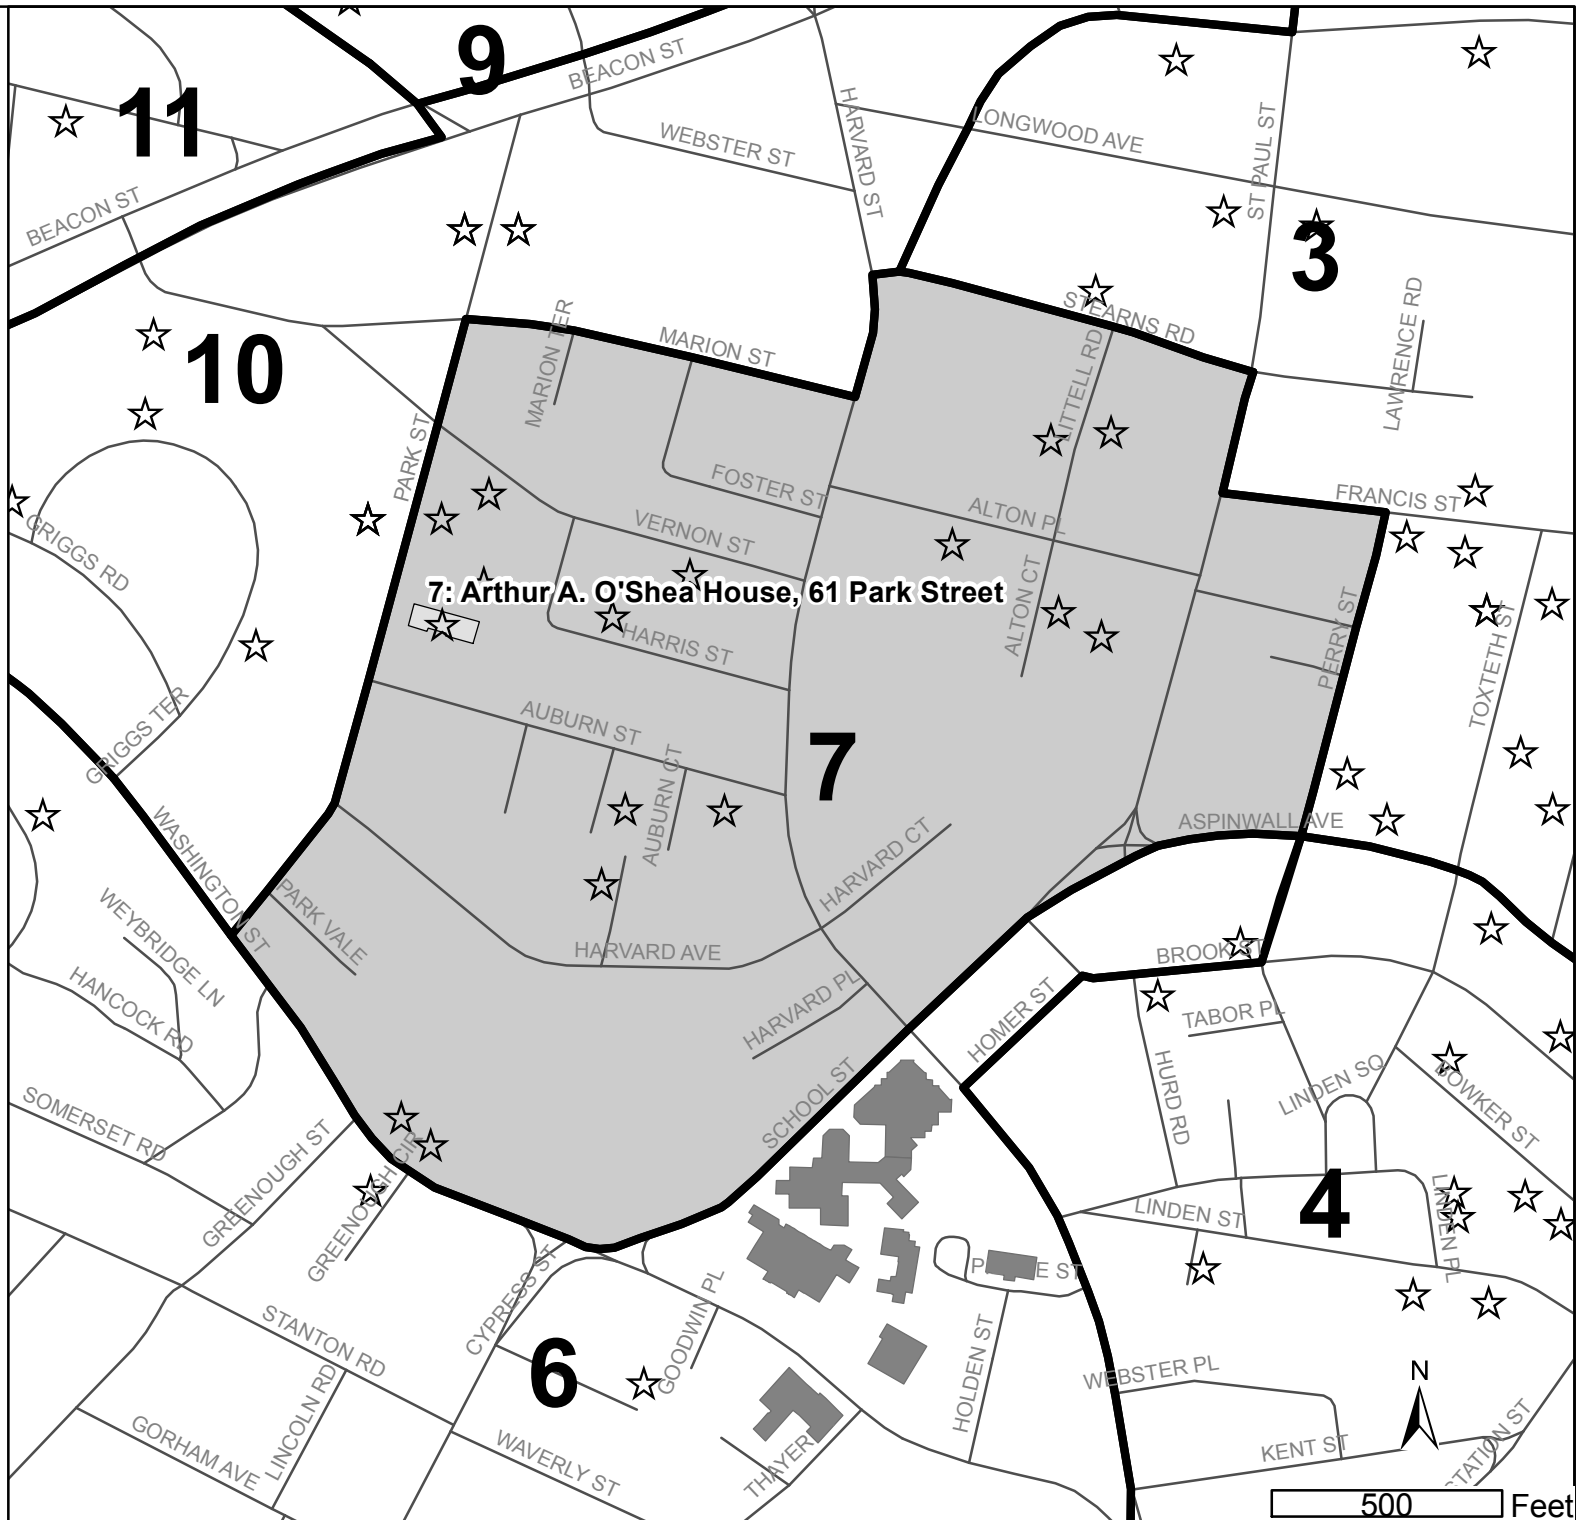 9
BEACON ST
11
WEBSTER ST
HARVARD ST
LONGWOOD AVE
ST PAUL ST
BEACON ST
3
STEARNS RD
LAWRENCE RD
10
MARION TER
MARION ST
LITTELL RD
PARK ST
FOSTER ST
ALTON PL
FRANCIS ST
GRIGGS RD
VERNON ST
7: Arthur A. O'Shea House, 61 Park Street
ALTON CT
PERRY ST
TOXTETH ST
HARRIS ST
GRIGGS TER
AUBURN ST
7
AUBURN CT
ASPINWALL AVE
WASHINGTON ST
HARVARD CT
PARK VALE
WEYBRIDGE LN
HARVARD AVE
BROOK ST
HANCOCK RD
HARVARD PL
HOMER ST
TABOR PL
SOMERSET RD
SCHOOL ST
HURD RD
LINDEN SQ
BOWKER ST
GREENOUGH ST
GREENOUGH CIR
LINDEN ST
4
LINDEN PL
CYPRESS ST
GOODWIN PL
STANTON RD
6
HOLDEN ST
WEBSTER PL
N
LINCOLN RD
GORHAM AVE
WAVERLY ST
THAYER
KENT ST
STATION ST
500 Feet